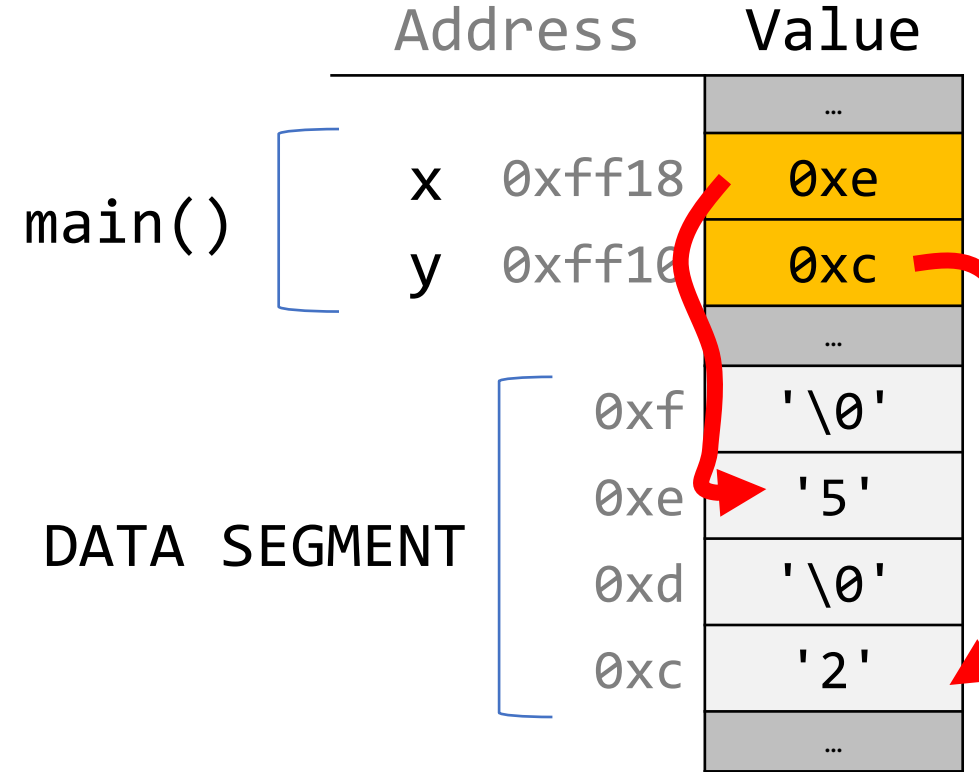 Address Value
…
x 0xff18 0xe
main()
y 0xff10 0xc
…
0xf '\0'
0xe '5'
DATA SEGMENT
0xd '\0'
0xc '2'
…